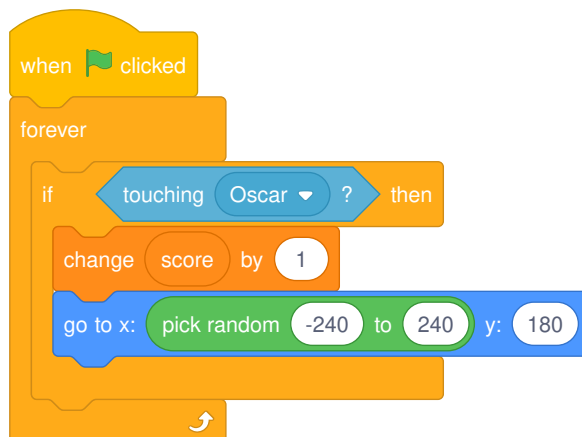 when clicked
forever
if touching Oscar ? then
change score by 1
go to x: pick random -240 to 240 y: 180